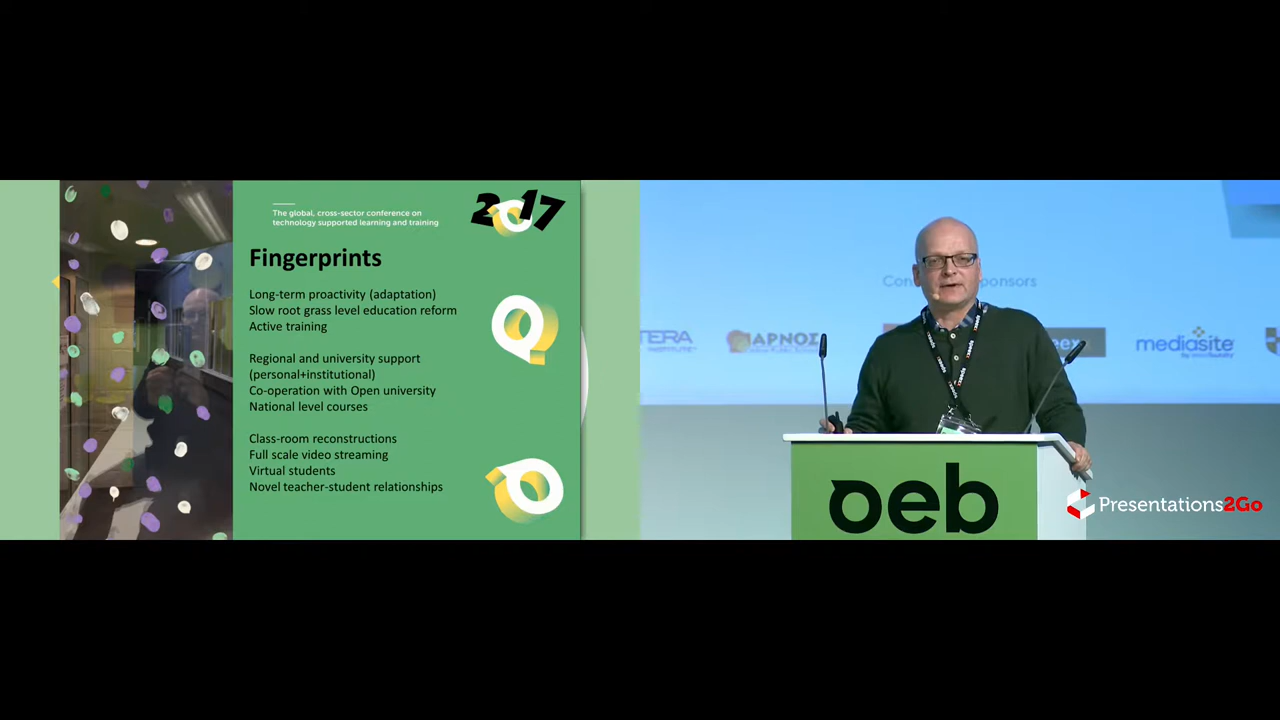 The global, cross-sector conference on
technology supported learning and training
2017
Fingerprints
Long-term proactivity (adaptation)
Slow root grass level education reform
Active training
Regional and university support
(personal+institutional)
Co-operation with Open university
National level courses
Class-room reconstructions
Full scale video streaming
Virtual students
Novel teacher-student relationships
mediasite
oeb
Presentations2Go